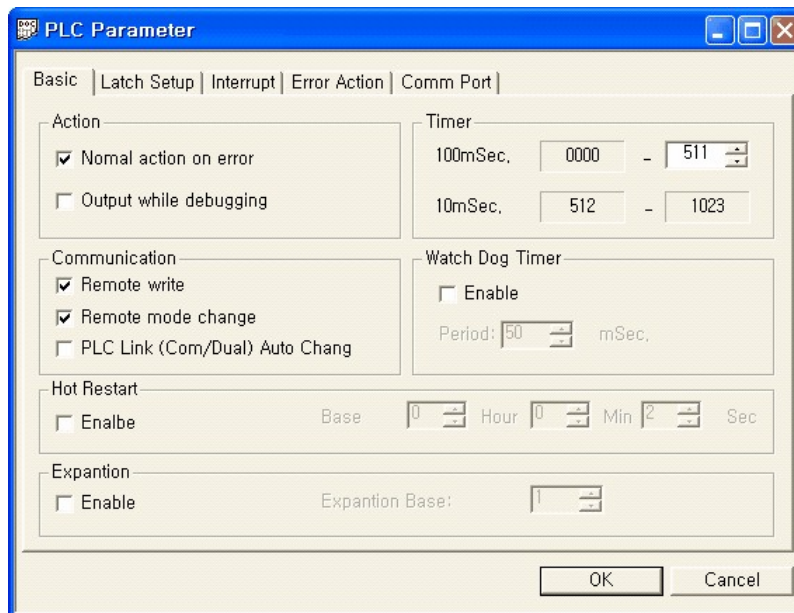 PLC Parameter
Basic Latch Setup Interrupt Error Action Comm Port
Action
Nomal action on error
Output while debugging
Timer
100mSec, 0000 - 511
10mSec, 512 - 1023
Communication
Remote write
Remote mode change
PLC Link (Com/Dual) Auto Chang
Watch Dog Timer
Enable
Period: 50 mSec,
Hot Restart
Enalbe Base 0 Hour 0 Min 2 Sec
Expantion
Enable Expantion Base: 1
OK Cancel